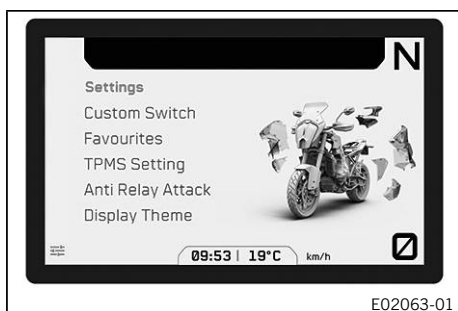 N
Settings
Custom Switch
Favourites
TPMS Setting
Anti Relay Attack
Display Theme
09:53 | 19°C km/h
0
E02063-01